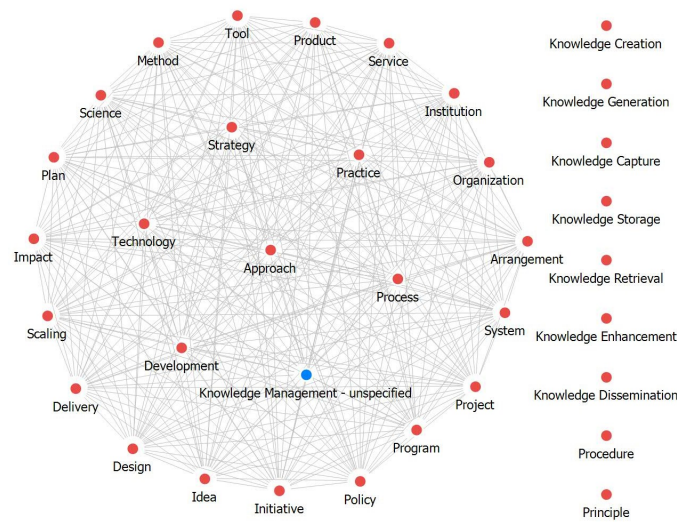 Tool
Product
Method
Service
Knowledge Creation
Science
Institution
Knowledge Generation
Strategy
Practice
Plan
Organization
Knowledge Capture
Technology
Knowledge Storage
Impact
Approach
Arrangement
Knowledge Retrieval
Process
Scaling
System
Knowledge Enhancement
Development
Knowledge Management - unspecified
Delivery
Project
Knowledge Dissemination
Program
Design
Procedure
Idea
Initiative
Policy
Principle